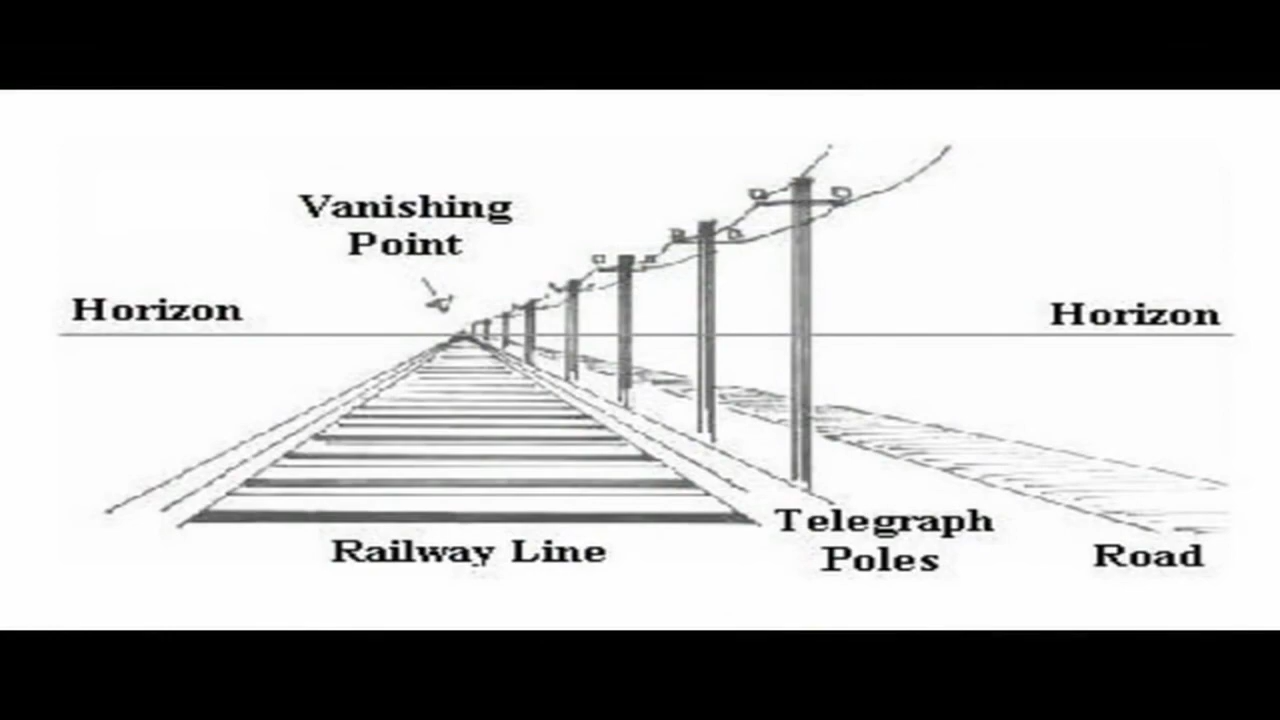 Vanishing
Point
Horizon
Horizon
Railway Line
Telegraph
Poles
Road